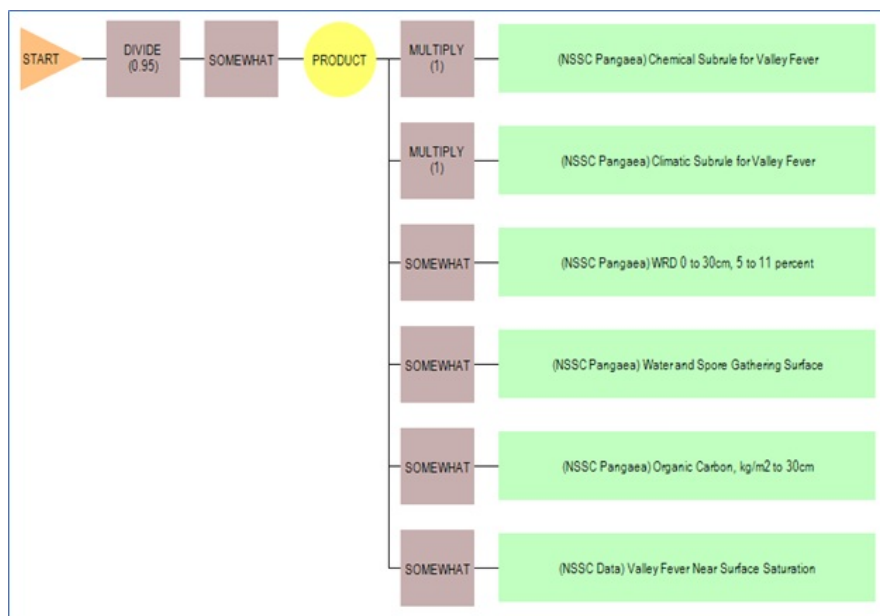 START
DIVIDE
(0.95)
SOMEWHAT
PRODUCT
MULTIPLY
(1)
(NSSC Pangaea) Chemical Subrule for Valley Fever
MULTIPLY
(1)
(NSSC Pangaea) Climatic Subrule for Valley Fever
SOMEWHAT
(NSSC Pangaea) WRD 0 to 30cm, 5 to 11 percent
SOMEWHAT
(NSSC Pangaea) Water and Spore Gathering Surface
SOMEWHAT
(NSSC Pangaea) Organic Carbon, kg/m2 to 30cm
SOMEWHAT
(NSSC Data) Valley Fever Near Surface Saturation